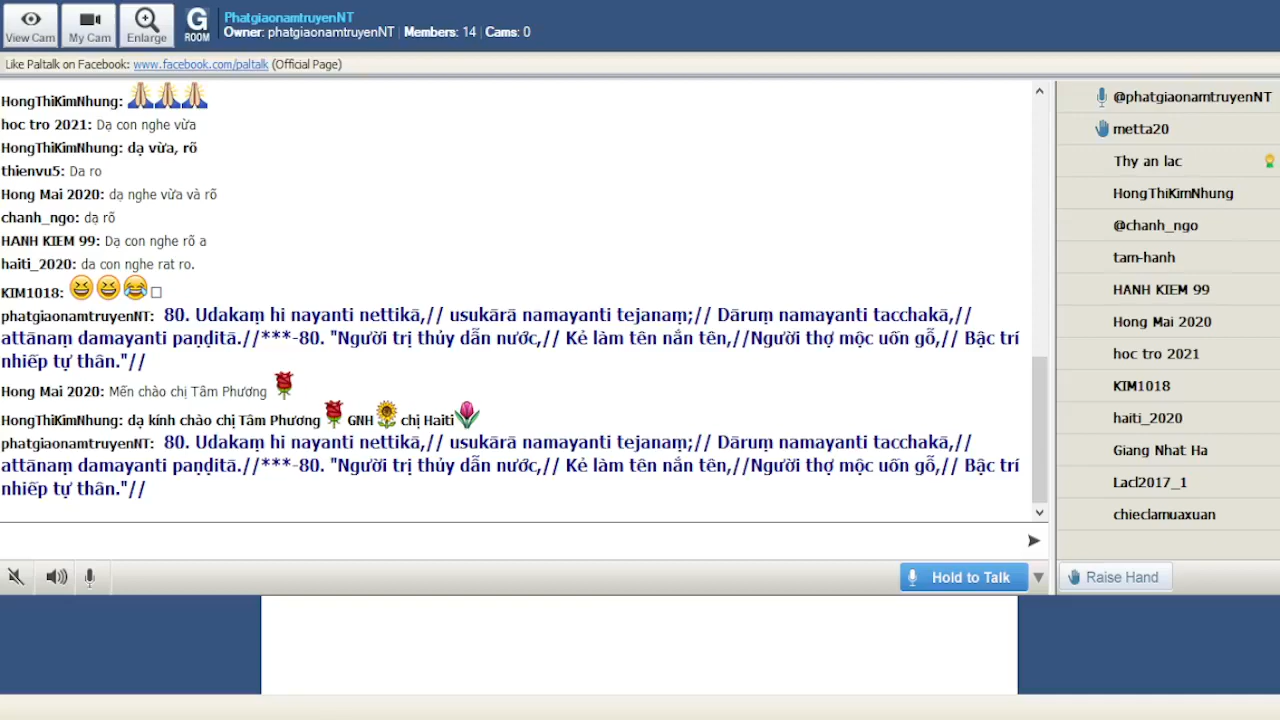 View Cam
My Cam
Enlarge
G
ROOM
PhatgiaonamtruyenNT
Owner: phatgiaonamtruyenNT | Members: 14 | Cams: 0
Like Paltalk on Facebook: www.facebook.com/paltalk (Official Page)
HongThiKimNhung:
hoc tro 2021: Dạ con nghe vừa
HongThiKimNhung: dạ vừa, rõ
thienvu5: Da ro
Hong Mai 2020: dạ nghe vừa và rõ
chanh_ngo: dạ rõ
HANH KIEM 99: Dạ con nghe rõ a
haiti_2020: da con nghe rat ro.
KIM1018:
phatgiaonamtruyenNT: 80. Udakaṃ hi nayanti nettikā,// usukārā namayanti tejanaṃ;// Dāruṃ namayanti tacchakā,//
attānaṃ damayanti paṇḍitā.//***-80. "Người trị thủy dẫn nước,// Kẻ làm tên nắn tên,//Người thợ mộc uốn gỗ,// Bậc trí
nhiếp tự thân."//
Hong Mai 2020: Mến chào chị Tâm Phương
HongThiKimNhung: dạ kính chào chị Tâm Phương GNH chị Haiti
phatgiaonamtruyenNT: 80. Udakaṃ hi nayanti nettikā,// usukārā namayanti tejanaṃ;// Dāruṃ namayanti tacchakā,//
attānaṃ damayanti paṇḍitā.//***-80. "Người trị thủy dẫn nước,// Kẻ làm tên nắn tên,//Người thợ mộc uốn gỗ,// Bậc trí
nhiếp tự thân."//
Hold to Talk
@phatgiaonamtruyenNT
metta20
Thy an lac
HongThiKimNhung
@chanh_ngo
tam-hanh
HANH KIEM 99
Hong Mai 2020
hoc tro 2021
KIM1018
haiti_2020
Giang Nhat Ha
Lacl2017_1
chieclamuaxuan
Raise Hand